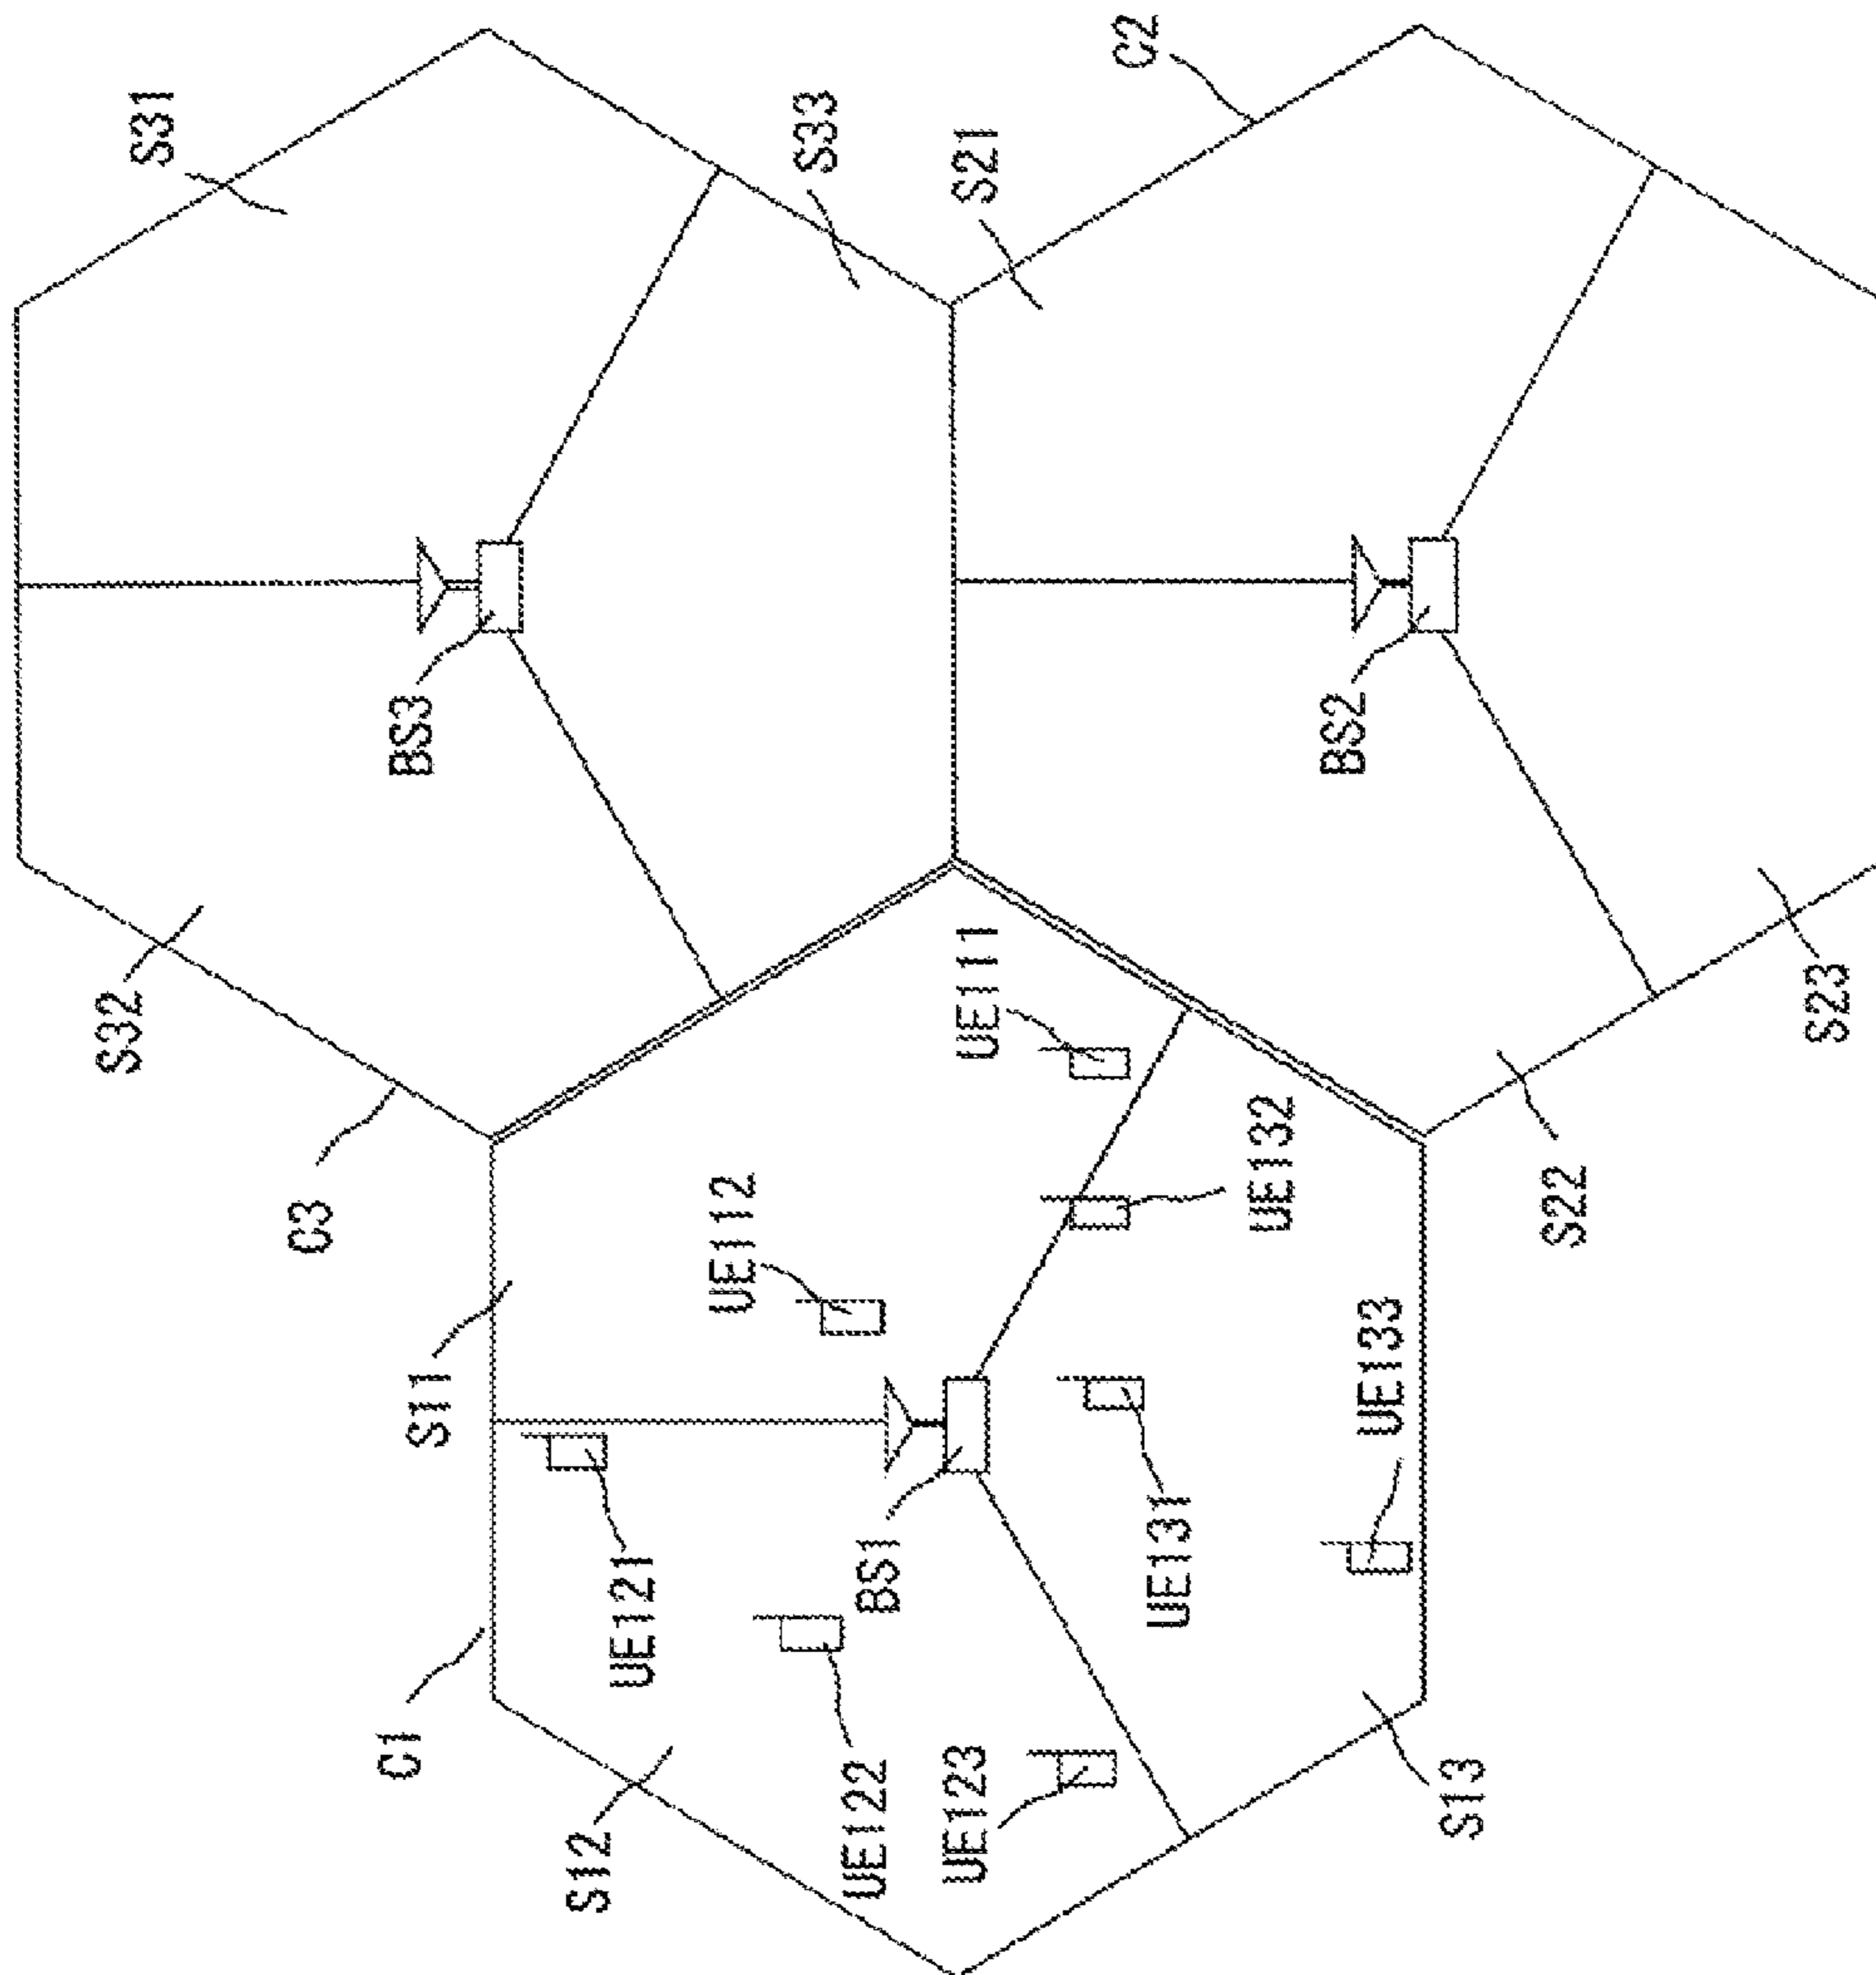 S31
S33
S21
C2
BS3
BS2
S32
C3
S23
S22
UE111
UE132
UE112
S11
UE133
UE131
BS1
UE121
C1
S12
UE122
UE123
S13